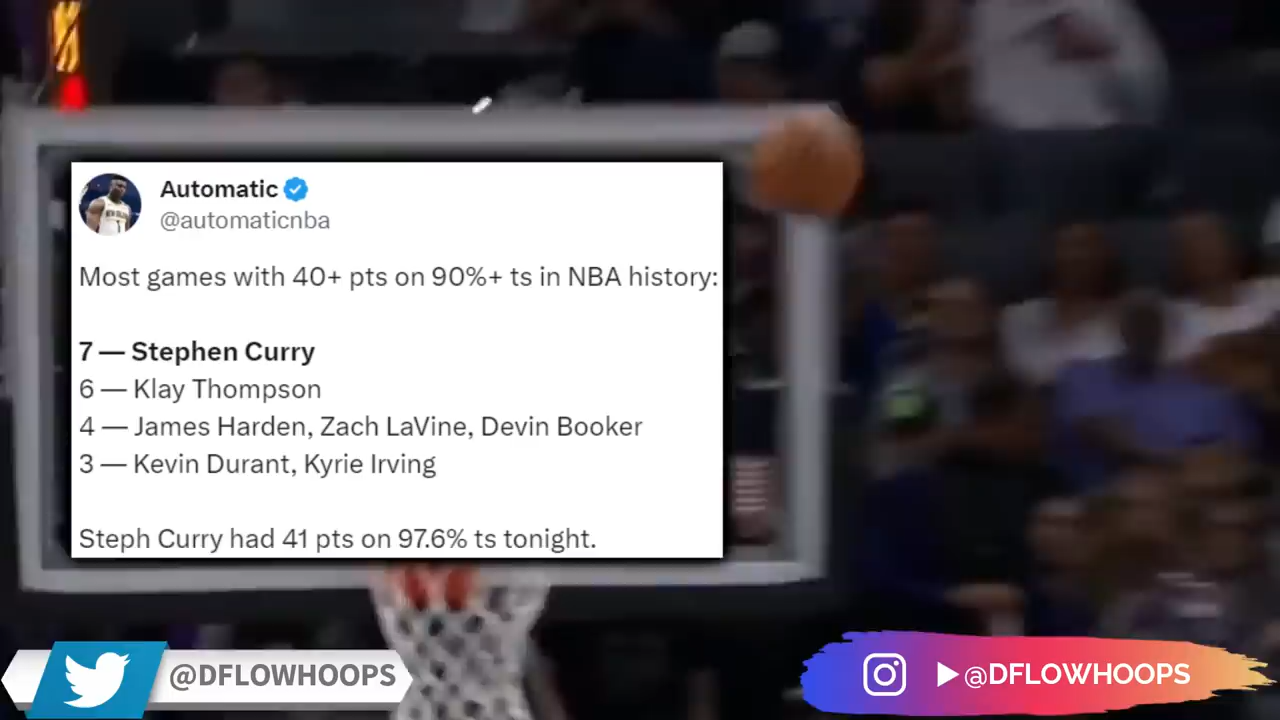 Automatic
@automaticnba
Most games with 40+ pts on 90%+ ts in NBA history:
7 — Stephen Curry
6 — Klay Thompson
4 — James Harden, Zach LaVine, Devin Booker
3 — Kevin Durant, Kyrie Irving
Steph Curry had 41 pts on 97.6% ts tonight.
@DFLOWHOOPS
@DFLOWHOOPS